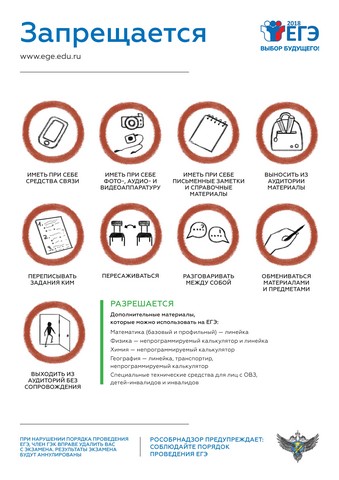 Запрещается
www.ege.edu.ru
2018
ЕГЭ
ВЫБОР БУДУЩЕГО!
ИМЕТЬ ПРИ СЕБЕ
СРЕДСТВА СВЯЗИ
ИМЕТЬ ПРИ СЕБЕ
ФОТО-, АУДИО- И
ВИДЕОАППАРАТУРУ
ИМЕТЬ ПРИ СЕБЕ
ПИСЬМЕННЫЕ ЗАМЕТКИ
И СПРАВОЧНЫЕ
МАТЕРИАЛЫ
ВЫНОСИТЬ ИЗ
АУДИТОРИИ
МАТЕРИАЛЫ
ПЕРЕПИСЫВАТЬ
ЗАДАНИЯ КИМ
ПЕРЕСАЖИВАТЬСЯ
РАЗГОВАРИВАТЬ
МЕЖДУ СОБОЙ
ОБМЕНИВАТЬСЯ
МАТЕРИАЛАМИ
И ПРЕДМЕТАМИ
ВЫХОДИТЬ ИЗ
АУДИТОРИЙ БЕЗ
СОПРОВОЖДЕНИЯ
РАЗРЕШАЕТСЯ
Дополнительные материалы,
которые можно использовать на ЕГЭ:
Математика (базовый и профильный) — линейка
Физика — непрограммируемый калькулятор и линейка
Химия — непрограммируемый калькулятор
География — линейка, транспортир,
непрограммируемый калькулятор
Специальные технические средства для лиц с ОВЗ,
детей-инвалидов и инвалидов
ПРИ НАРУШЕНИИ ПОРЯДКА ПРОВЕДЕНИЯ
ЕГЭ, ЧЛЕН ГЭК ВПРАВЕ УДАЛИТЬ ВАС
С ЭКЗАМЕНА. РЕЗУЛЬТАТЫ ЭКЗАМЕНА
БУДУТ АННУЛИРОВАНЫ
РОСОБРНАДЗОР ПРЕДУПРЕЖДАЕТ:
СОБЛЮДАЙТЕ ПОРЯДОК
ПРОВЕДЕНИЯ ЕГЭ